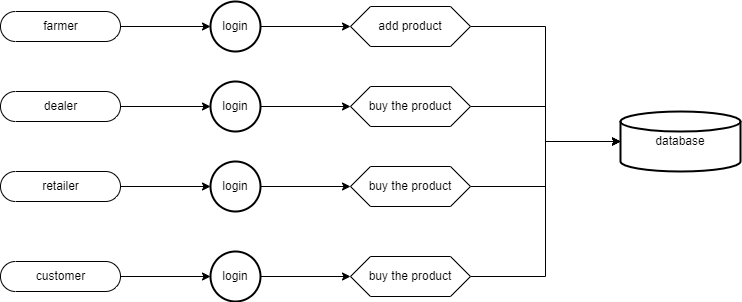 farmer
login
add product
dealer
login
buy the product
database
retailer
login
buy the product
customer
login
buy the product